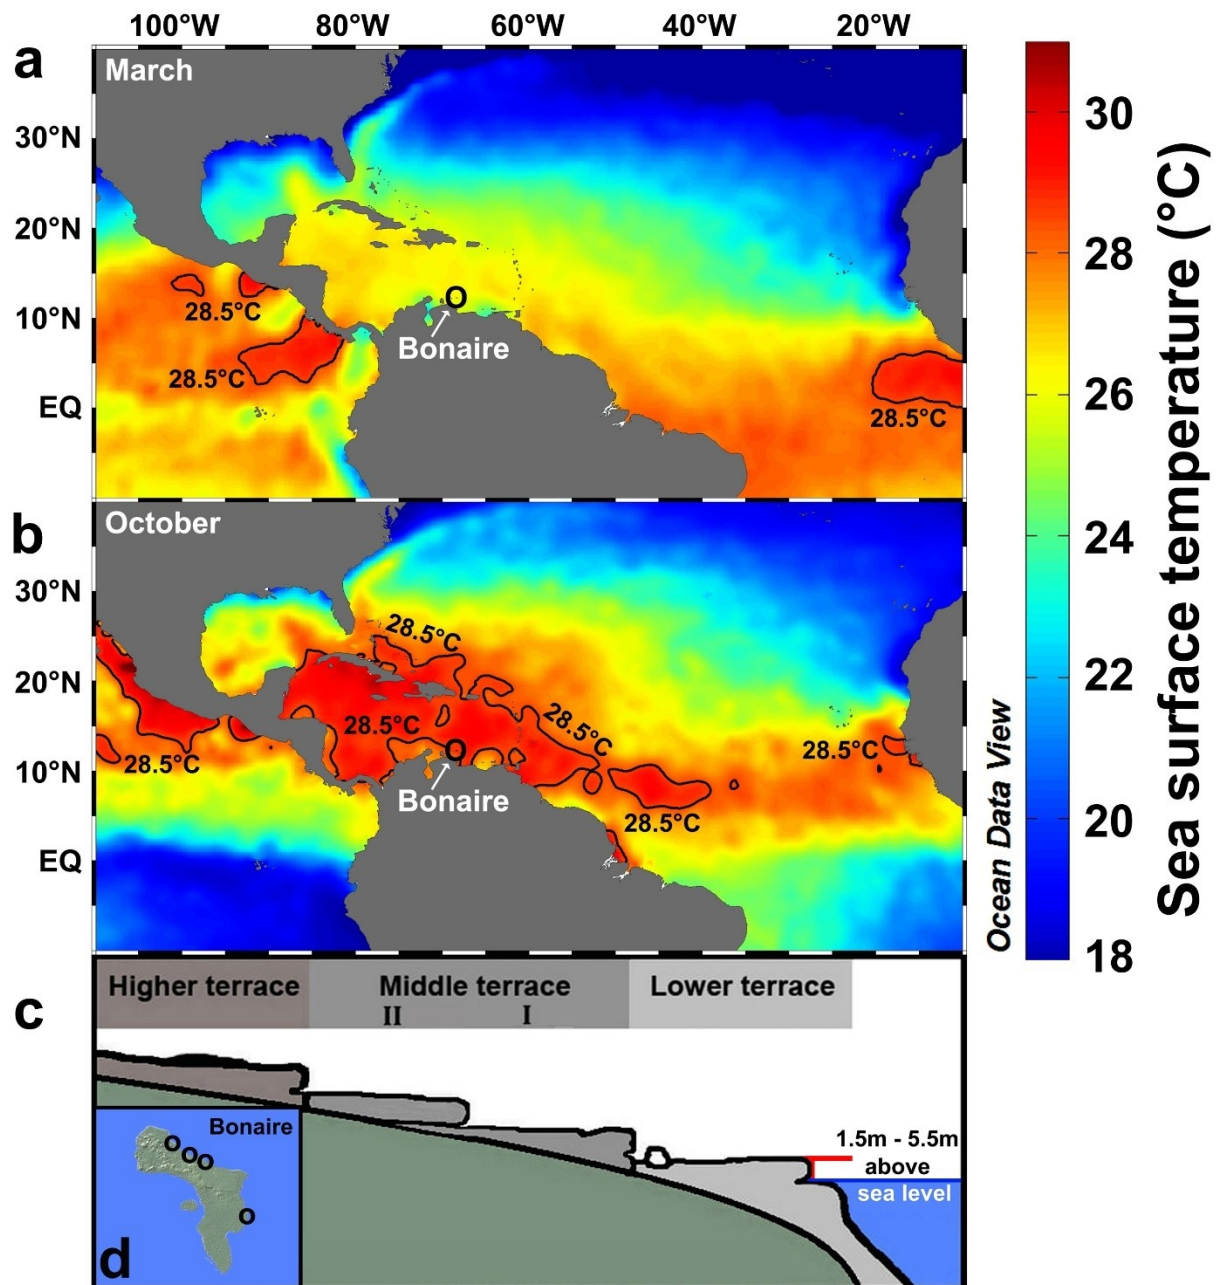 100°W 80°W 60°W 40°W 20°W
a
March
30°N
20°N
10°N
EQ
28.5°C
28.5°C
Bonaire
28.5°C
b
October
30°N
20°N
10°N
EQ
28.5°C
28.5°C
28.5°C
28.5°C
28.5°C
28.5°C
Bonaire
Ocean Data View
30
28
26
24
22
20
18
Sea surface temperature (°C)
c
Higher terrace
Middle terrace
Lower terrace
II I
1.5m - 5.5m
above
sea level
Bonaire
d